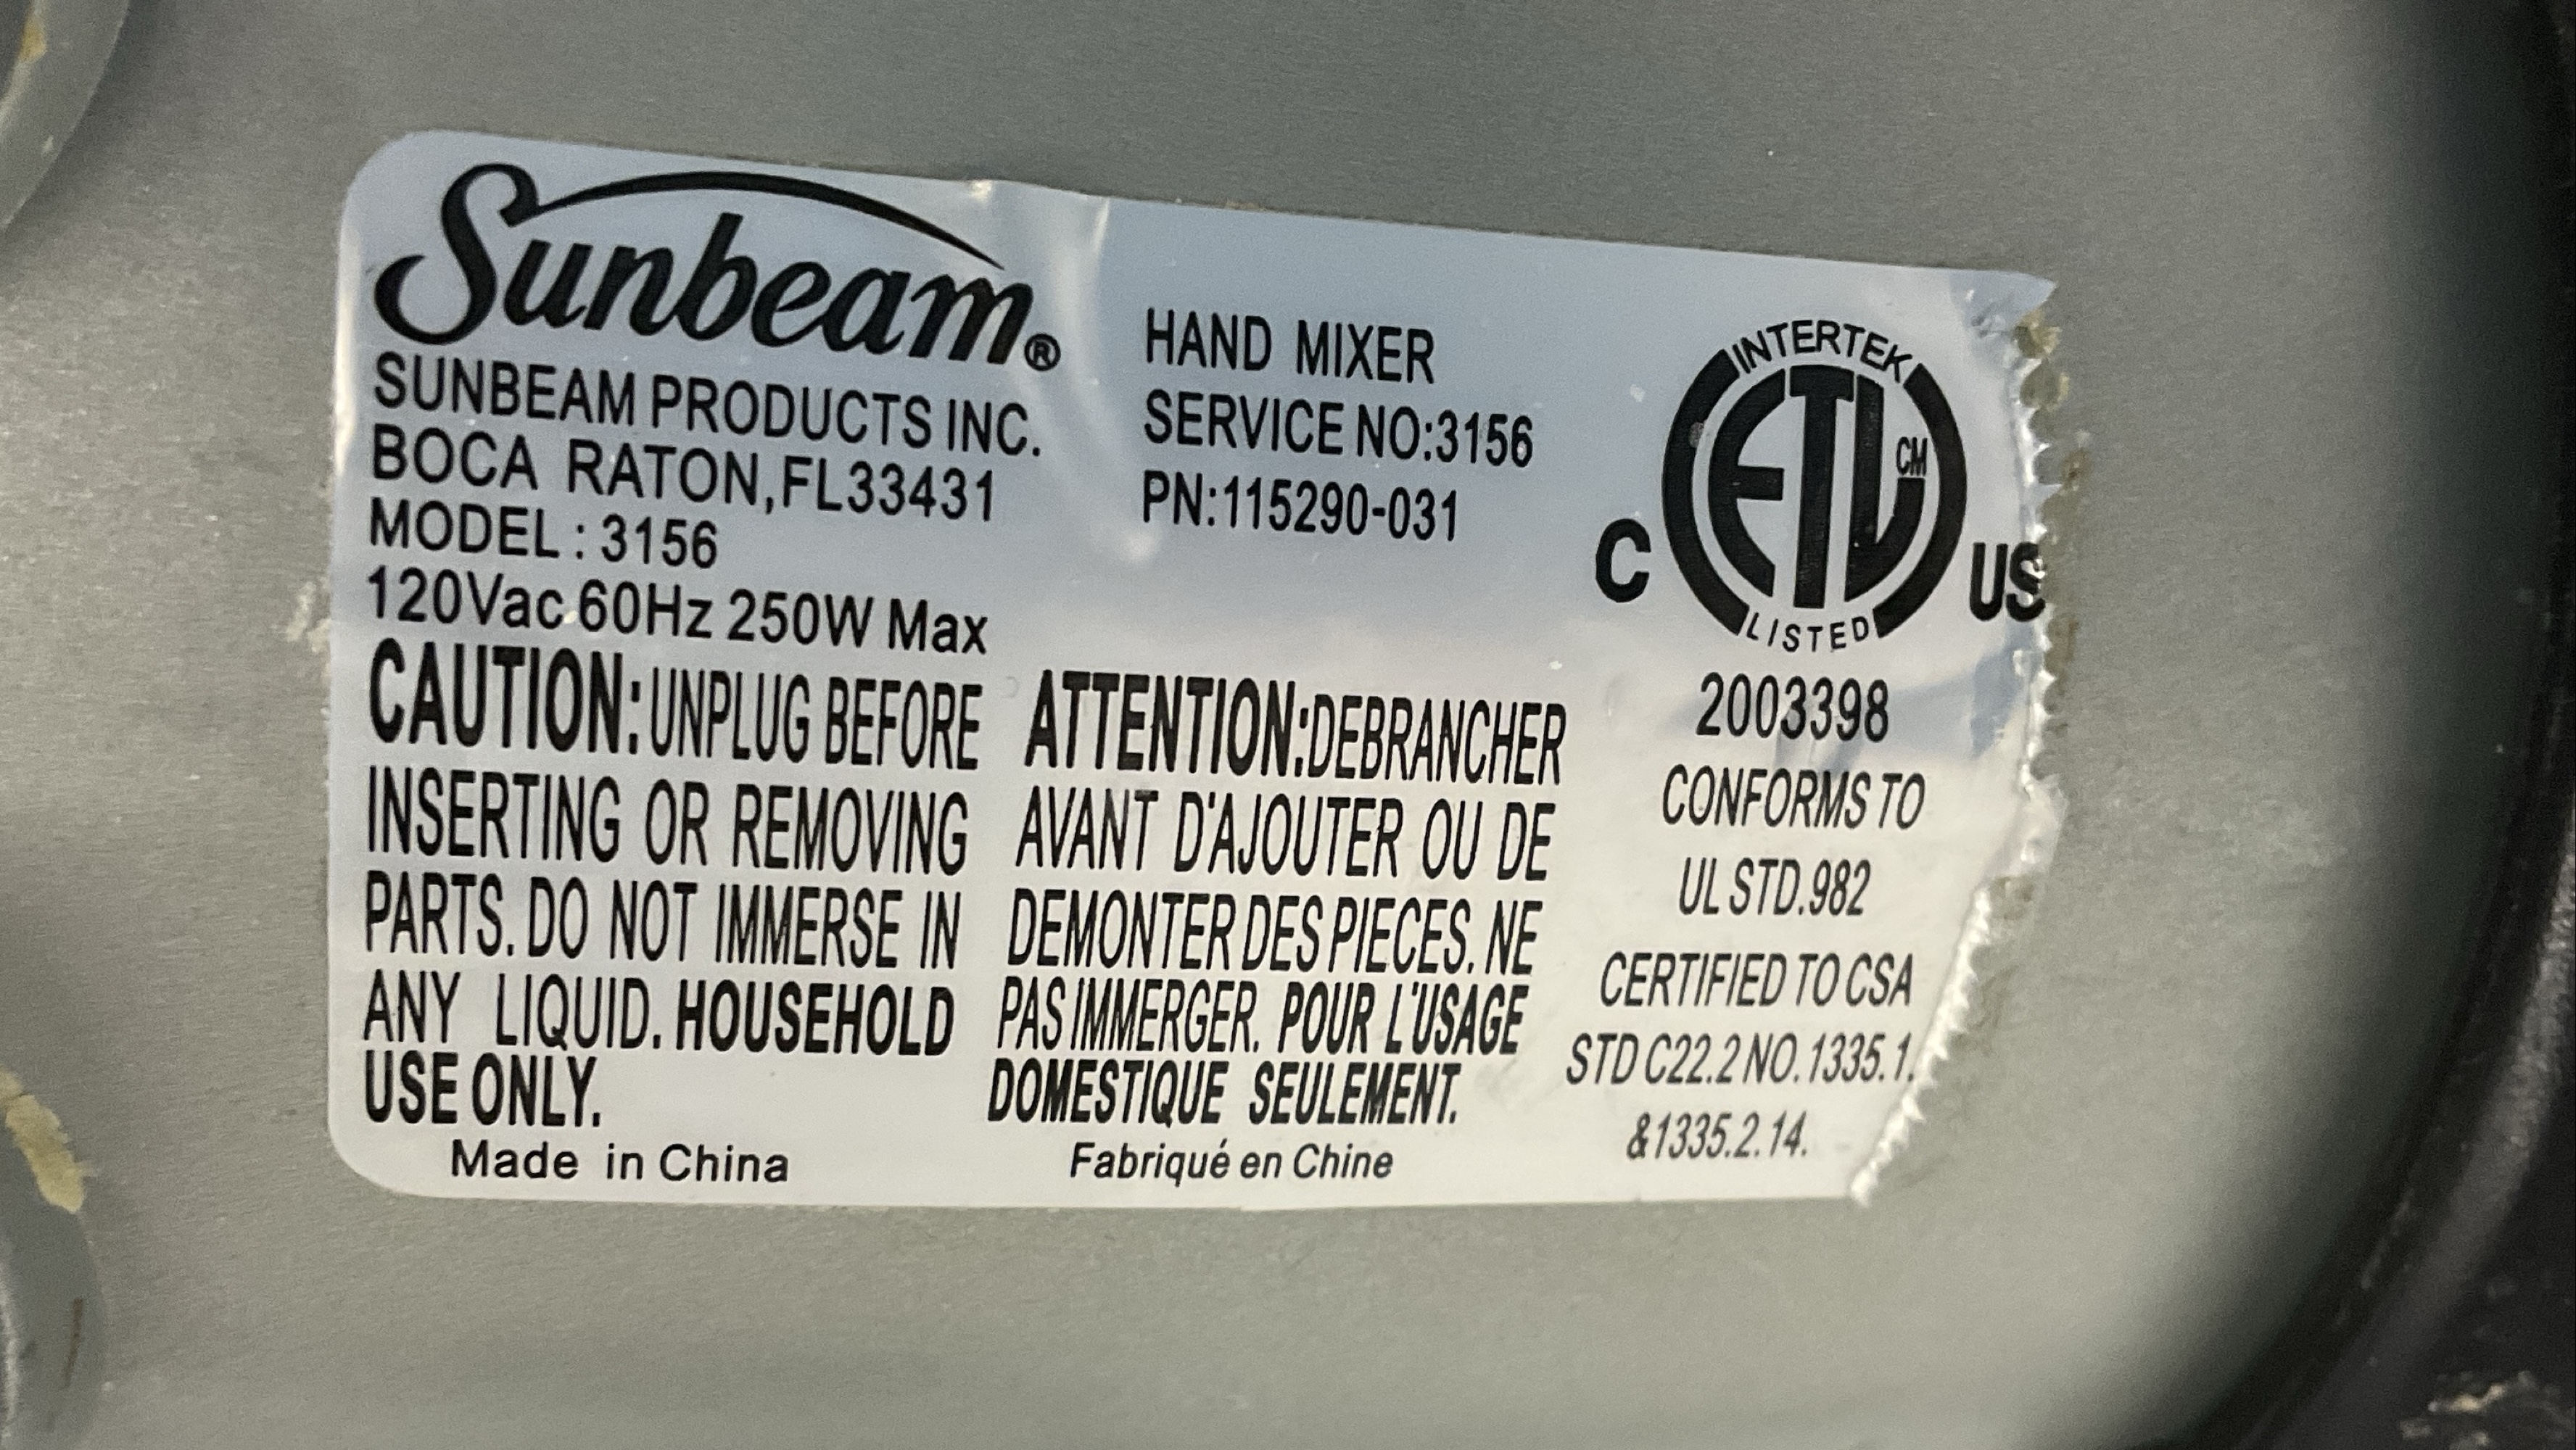 Sunbeam®
SUNBEAM PRODUCTS INC.
BOCA RATON,FL33431
MODEL : 3156
120Vac 60Hz 250W Max
HAND MIXER
SERVICE NO:3156
PN:115290-031
CAUTION: UNPLUG BEFORE
INSERTING OR REMOVING
PARTS. DO NOT IMMERSE IN
ANY LIQUID. HOUSEHOLD
USE ONLY.
Made in China
ATTENTION:DEBRANCHER
AVANT D'AJOUTER OU DE
DEMONTER DES PIECES. NE
PAS IMMERGER. POUR L'USAGE
DOMESTIQUE SEULEMENT.
Fabriqué en Chine
INTERTEK
ETL CM
C US
LISTED
2003398
CONFORMS TO
UL STD.982
CERTIFIED TO CSA
STD C22.2 NO.1335.1.
&1335.2.14.